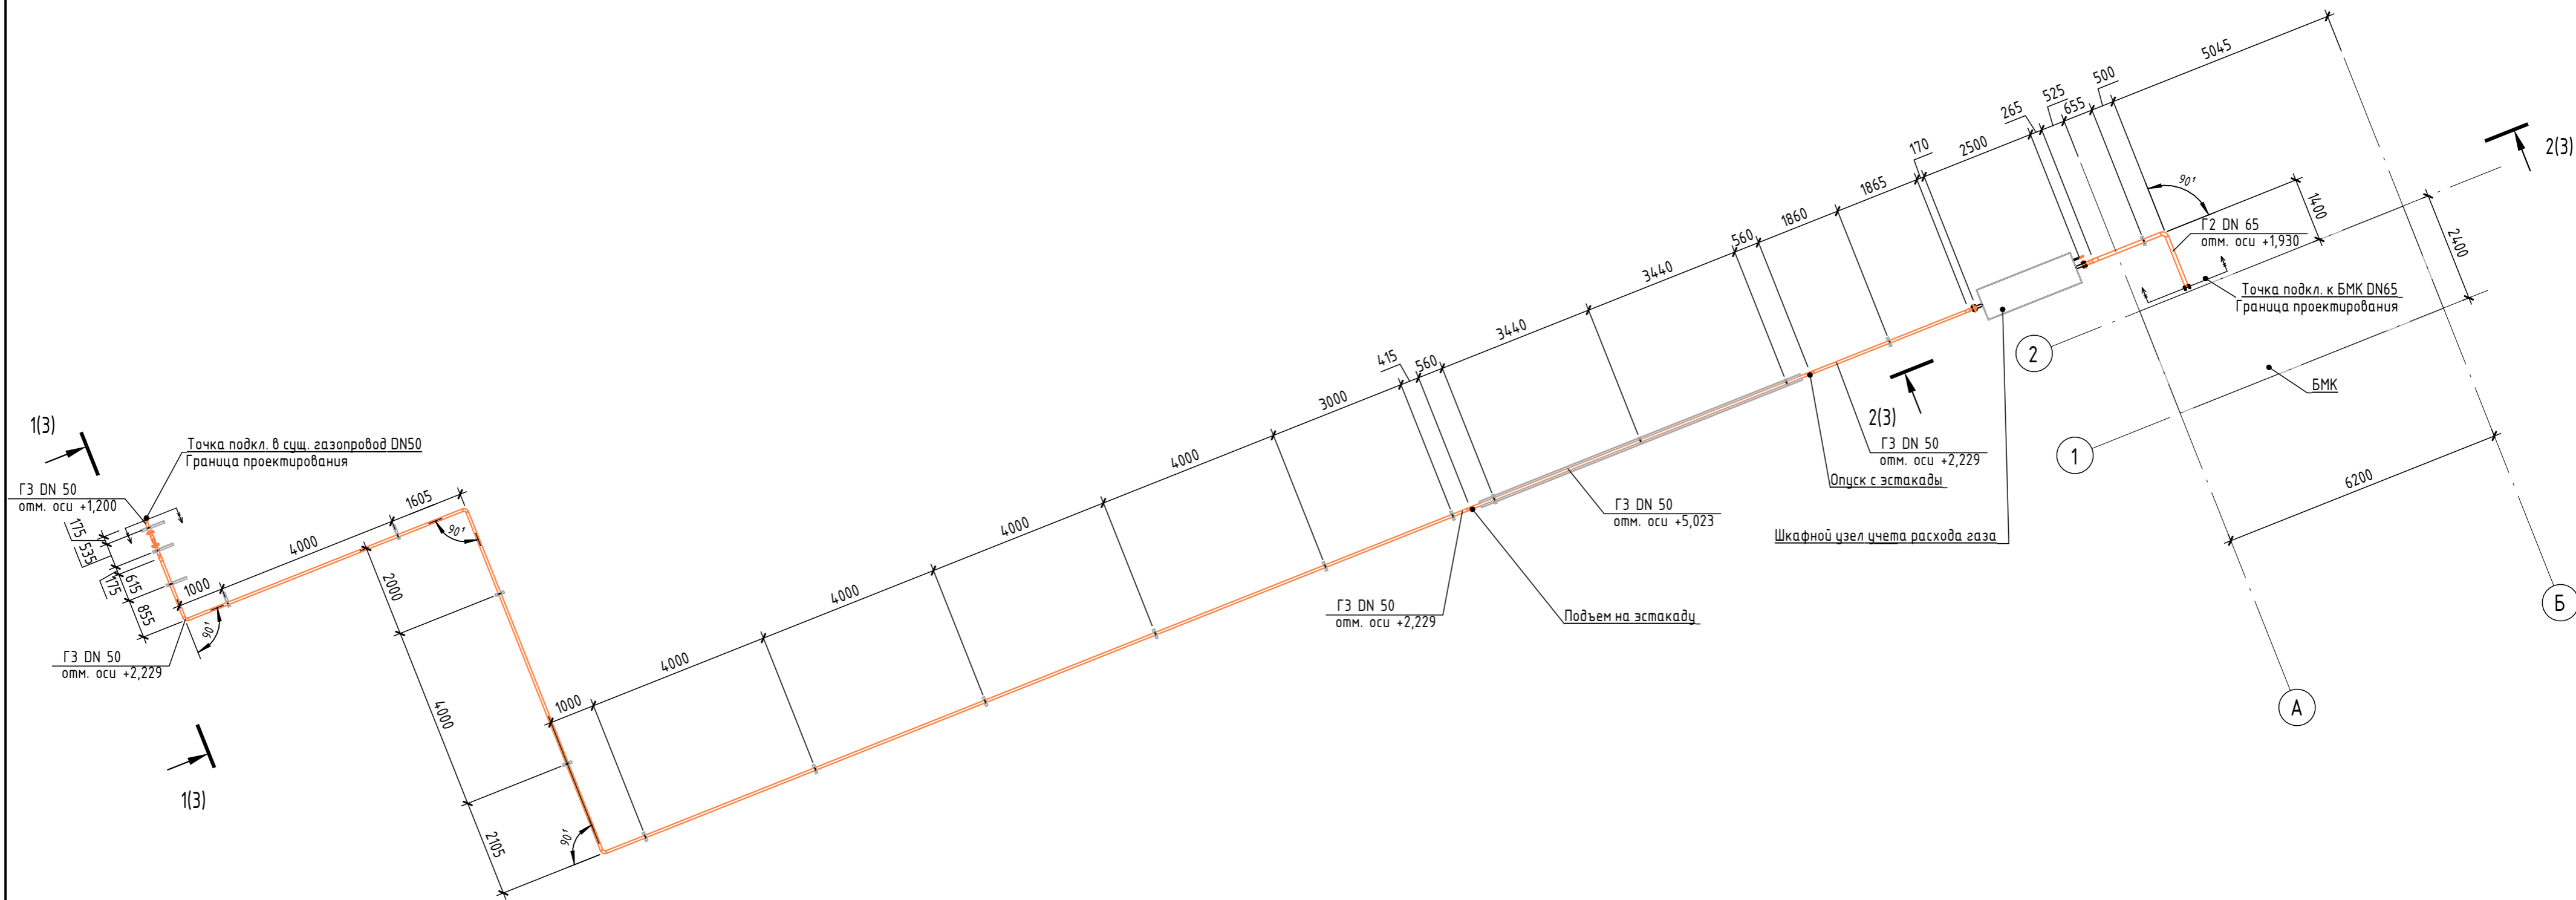 1(3)
Точка подкл. в сущ. газопровод DN50
Граница проектирования
Г3 DN 50
отм. оси +1,200
175
535
615
175
855
1000
4000
1605
90°
90°
Г3 DN 50
отм. оси +2,229
1(3)
2000
4000
2105
90°
1000
4000
4000
4000
4000
3000
415
560
3440
3440
560
1860
1865
170
2500
265
525
655
500
5045
90°
1400
2400
2(3)
Г2 DN 65
отм. оси +1,930
Точка подкл. к БМК DN65
Граница проектирования
2
БМК
2(3)
1
Г3 DN 50
отм. оси +2,229
Опуск с эстакады
6200
Г3 DN 50
отм. оси +5,023
Шкафной узел учета расхода газа
Г3 DN 50
отм. оси +2,229
Подъем на эстакаду
Б
А